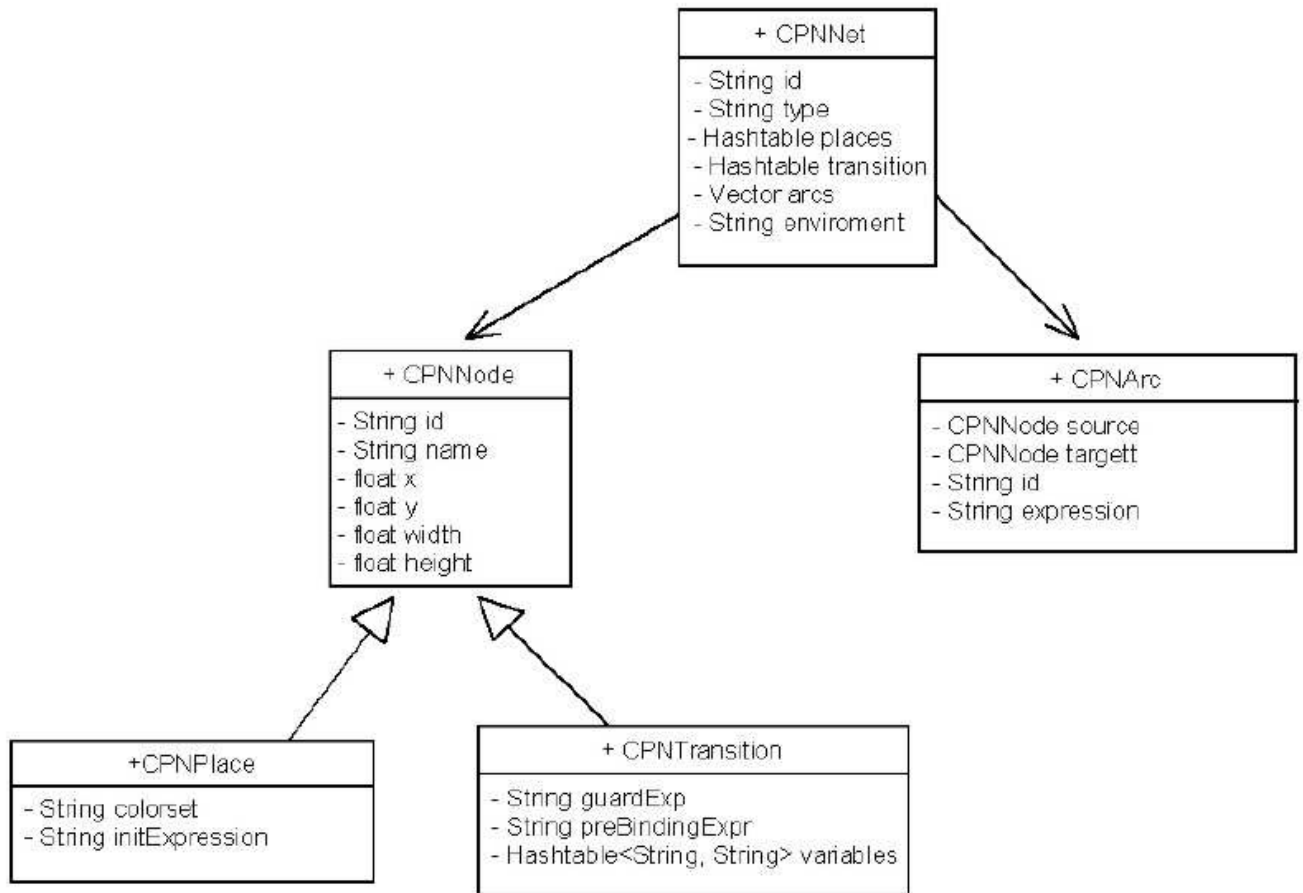 + CPNNet
- String id
- String type
- Hashtable places
- Hashtable transition
- Vector arcs
- String enviroment
+ CPNNode
- String id
- String name
- float x
- float y
- float width
- float height
+ CPNArc
- CPNNode source
- CPNNode targett
- String id
- String expression
+CPNPlace
- String colorset
- String initExpression
+ CPNTransition
- String guardExp
- String preBindingExpr
- Hashtable<String, String> variables